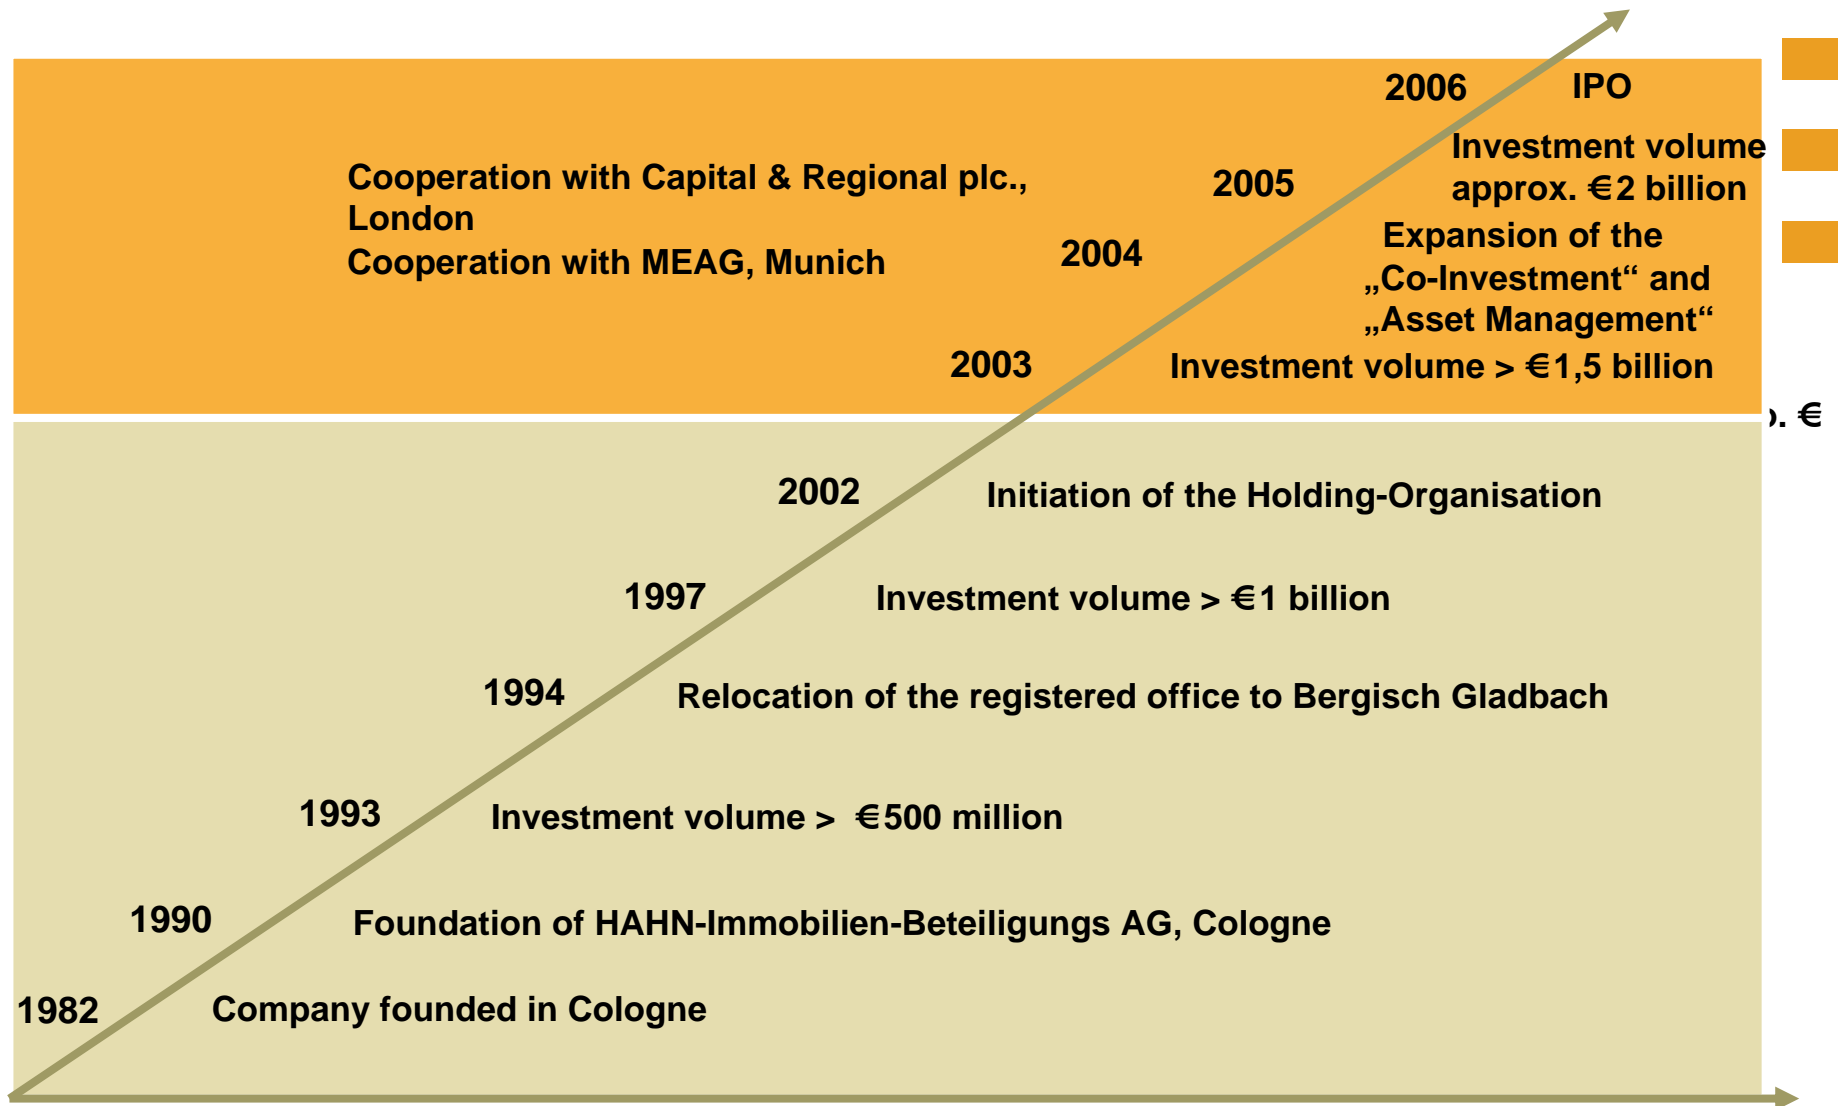 2006 IPO
Investment volume
approx. €2 billion
Cooperation with Capital & Regional plc.,
London
2005
Cooperation with MEAG, Munich
2004
Expansion of the
„Co-Investment“ and
„Asset Management“
2003 Investment volume > €1,5 billion
. €
2002 Initiation of the Holding-Organisation
1997 Investment volume > €1 billion
1994 Relocation of the registered office to Bergisch Gladbach
1993 Investment volume > €500 million
1990 Foundation of HAHN-Immobilien-Beteiligungs AG, Cologne
1982 Company founded in Cologne